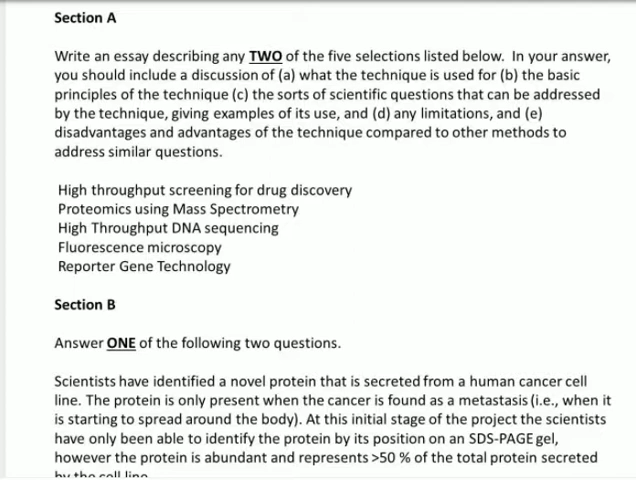 Section A
Write an essay describing any TWO of the five selections listed below. In your answer,
you should include a discussion of (a) what the technique is used for (b) the basic
principles of the technique (c) the sorts of scientific questions that can be addressed
by the technique, giving examples of its use, and (d) any limitations, and (e)
disadvantages and advantages of the technique compared to other methods to
address similar questions.
High throughput screening for drug discovery
Proteomics using Mass Spectrometry
High Throughput DNA sequencing
Fluorescence microscopy
Reporter Gene Technology
Section B
Answer ONE of the following two questions.
Scientists have identified a novel protein that is secreted from a human cancer cell
line. The protein is only present when the cancer is found as a metastasis (i.e., when it
is starting to spread around the body). At this initial stage of the project the scientists
have only been able to identify the protein by its position on an SDS-PAGE gel,
however the protein is abundant and represents >50 % of the total protein secreted
by the cell line